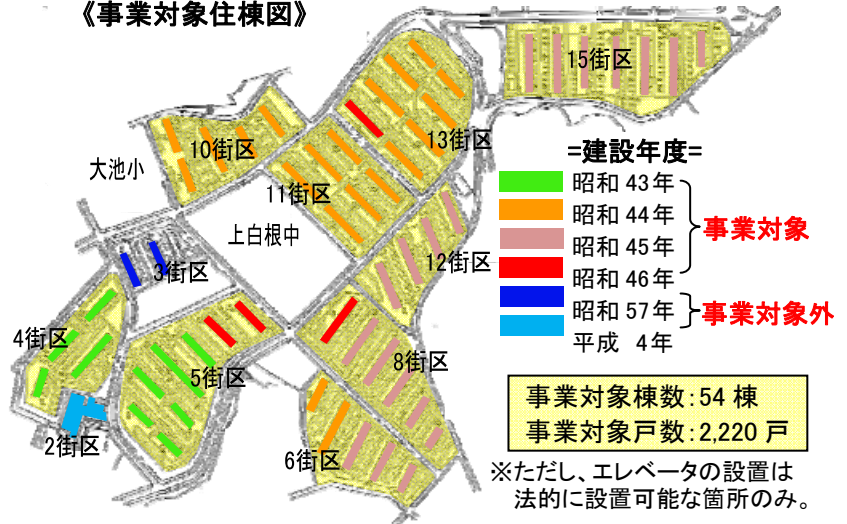 《事業対象住棟図》
15街区
13街区
10街区
大池小
11街区
=建設年度=
昭和 43年
昭和 44年
昭和 45年
昭和 46年
事業対象
昭和 57年
平成 4年
事業対象外
上白根中
12街区
3街区
4街区
5街区
8街区
2街区
6街区
事業対象棟数:54 棟
事業対象戸数:2,220 戸
※ただし、エレベータの設置は
法的に設置可能な箇所のみ。